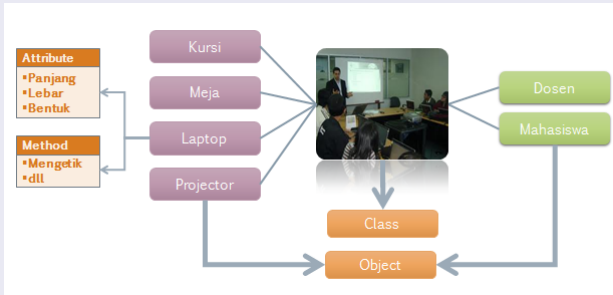 Attribute
▪Panjang
▪Lebar
▪Bentuk
Method
▪Mengetik
▪dll
Kursi
Meja
Laptop
Projector
Dosen
Mahasiswa
Class
Object